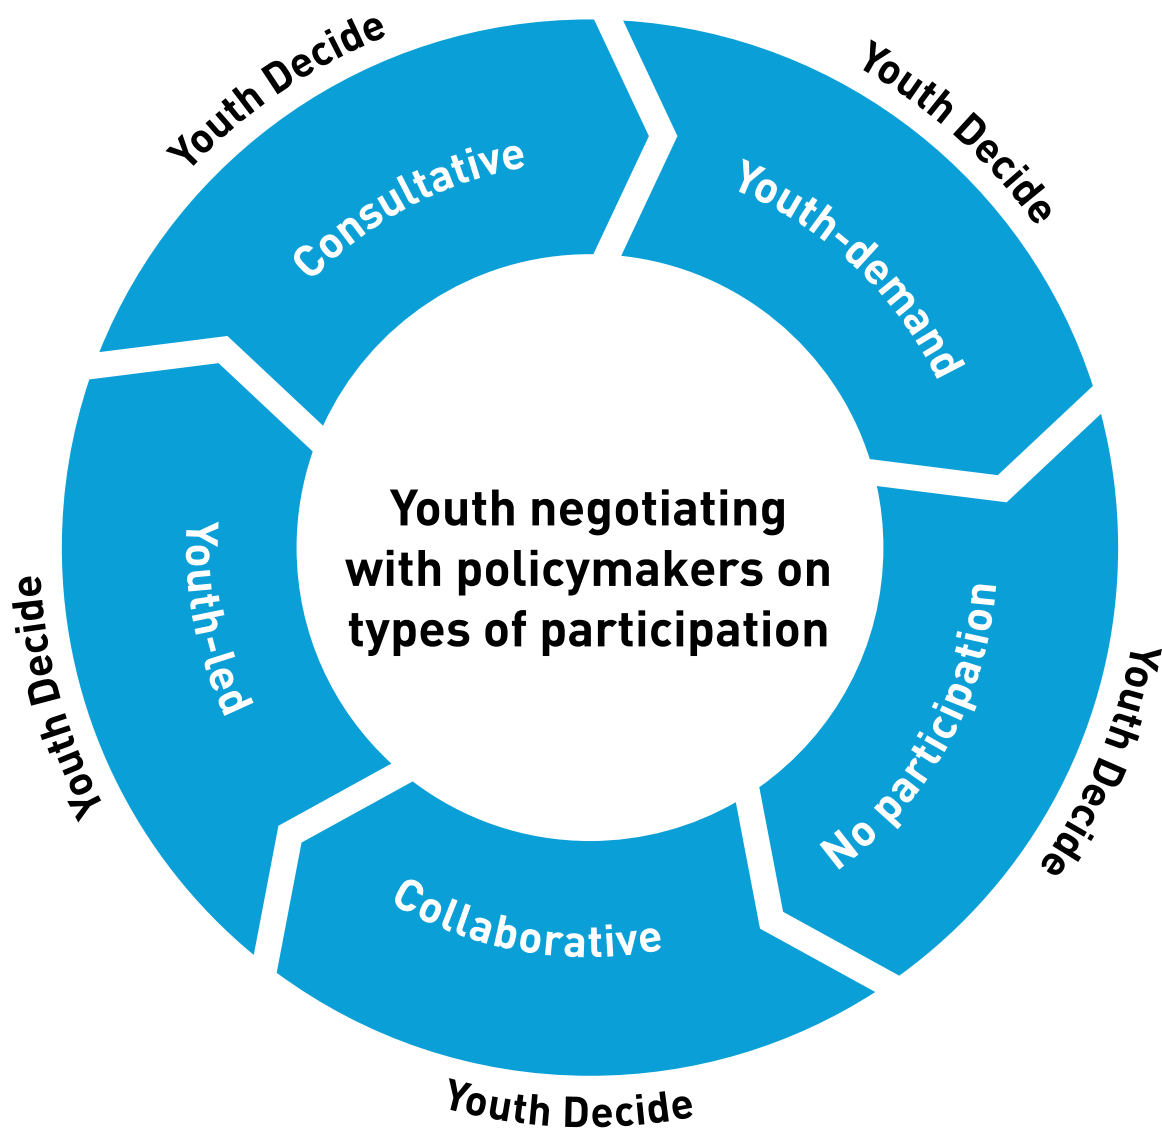 Youth Decide
Consultative
Youth Decide
Youth-demand
Youth Decide
No participation
Youth Decide
Collaborative
Youth Decide
Youth-led
Youth negotiating
with policymakers on
types of participation